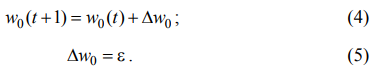 w₀(t+1) = w₀(t) + Δw₀ ; (4)
Δw₀ = ε . (5)